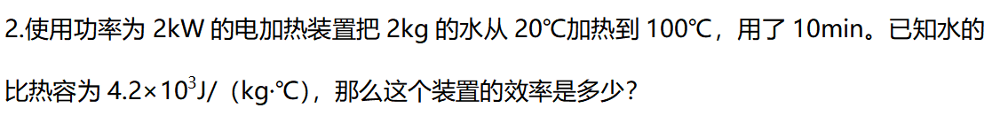 2.使用功率为 2kW 的电加热装置把 2kg 的水从 20℃加热到 100℃，用了 10min。已知水的
比热容为 4.2×10³J/（kg·℃），那么这个装置的效率是多少？